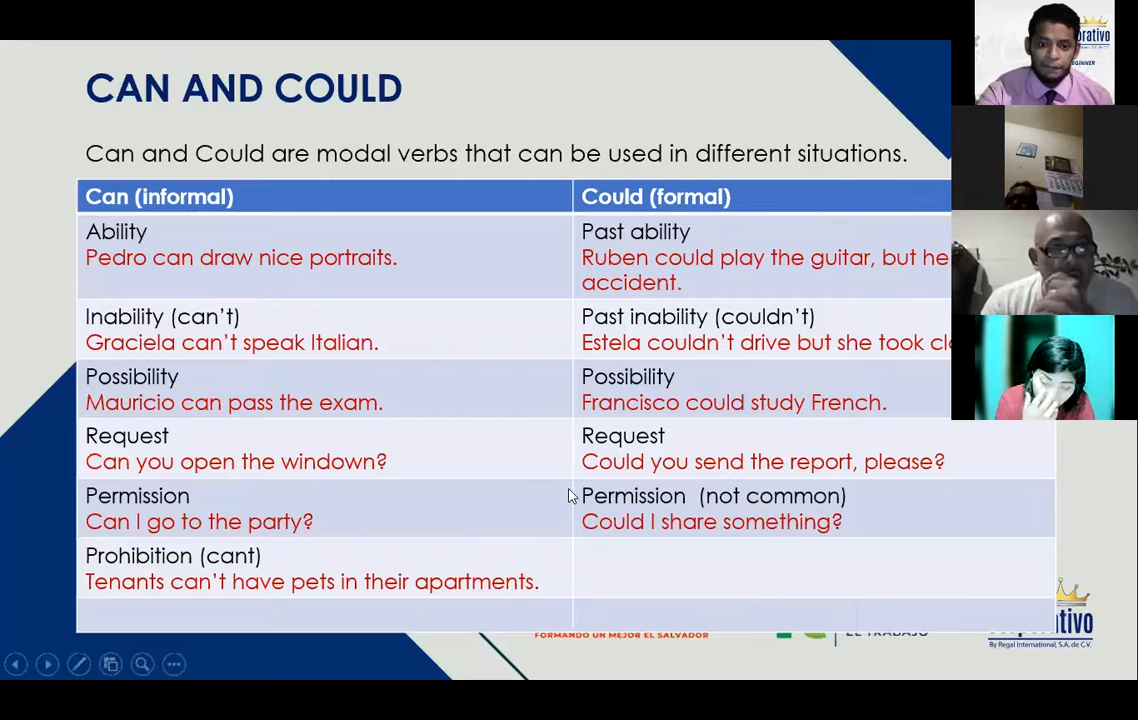 CAN AND COULD
Can and Could are modal verbs that can be used in different situations.
Can (informal)
Could (formal)
Ability
Pedro can draw nice portraits.
Past ability
Ruben could play the guitar, but he
accident.
Inability (can't)
Graciela can't speak Italian.
Past inability (couldn't)
Estela couldn't drive but she took
Possibility
Mauricio can pass the exam.
Possibility
Francisco could study French.
Request
Can you open the windown?
Request
Could you send the report, please?
Permission
Can I go to the party?
Permission (not common)
Could I share something?
Prohibition (cant)
Tenants can't have pets in their apartments.
FORMANDO UN MEJOR EL SALVADOR
EL TRABAJO
By Regal International, S.A. de C.V.